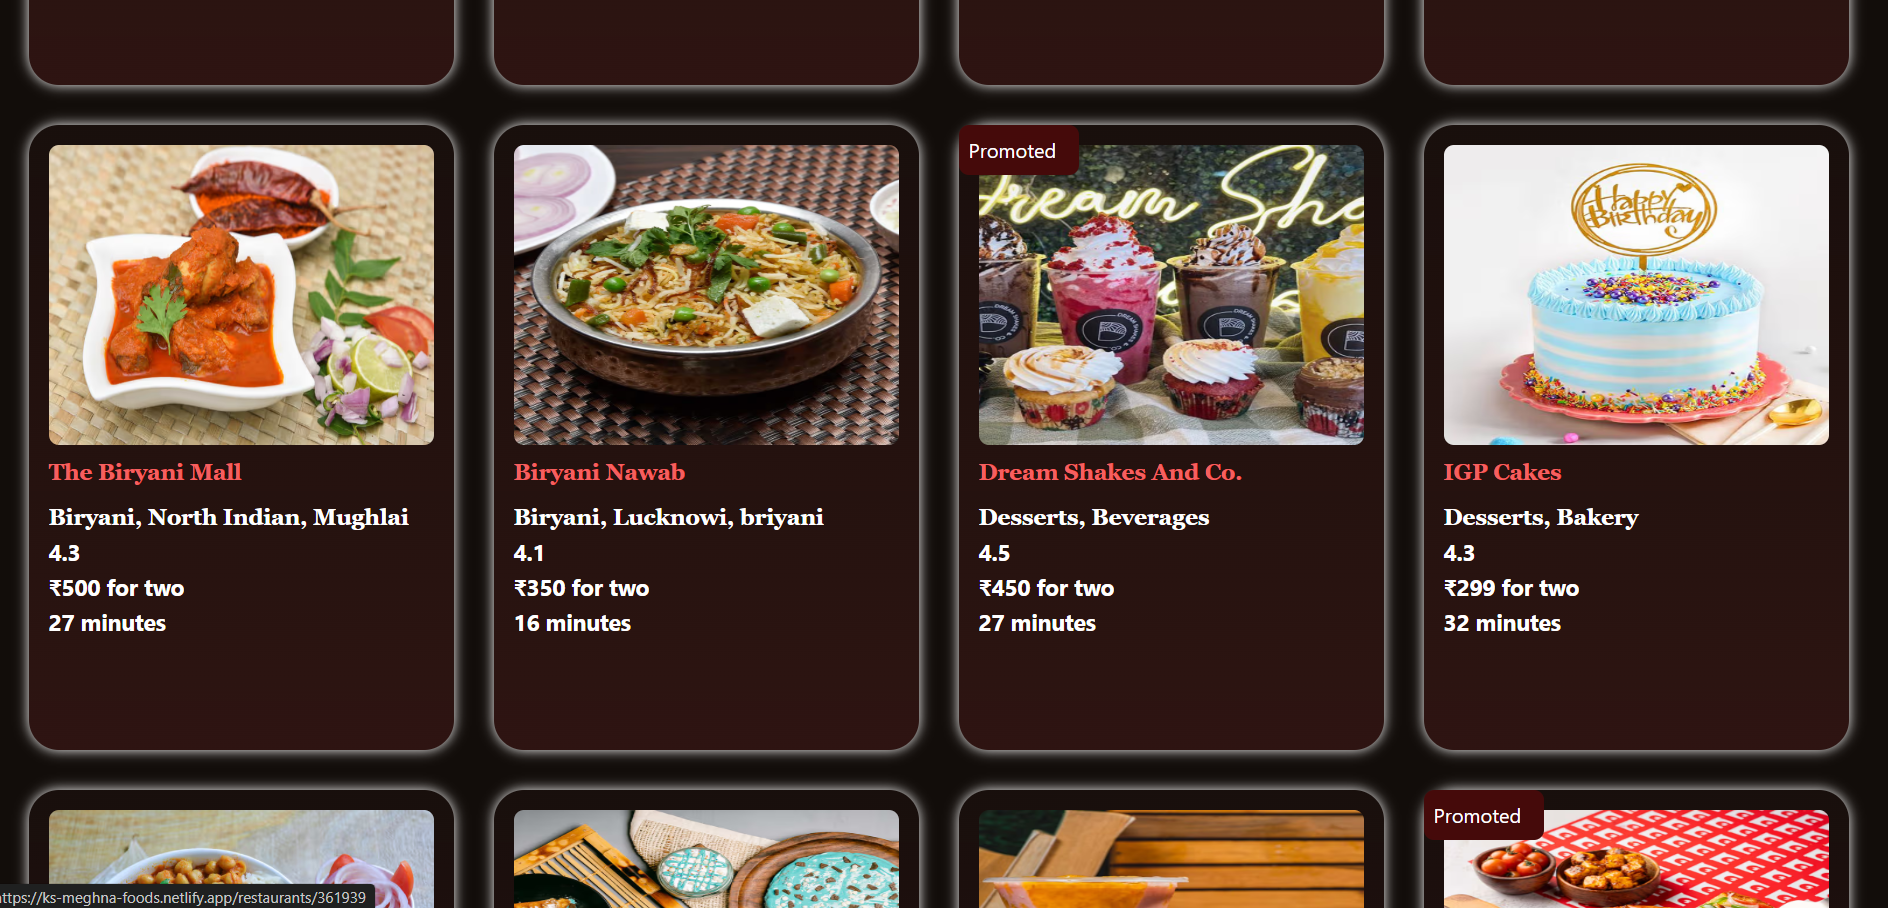 Promoted
Dream Sha
Happy
Birthday
The Biryani Mall
Biryani, North Indian, Mughlai
4.3
₹500 for two
27 minutes
Biryani Nawab
Biryani, Lucknowi, briyani
4.1
₹350 for two
16 minutes
Dream Shakes And Co.
Desserts, Beverages
4.5
₹450 for two
27 minutes
IGP Cakes
Desserts, Bakery
4.3
₹299 for two
32 minutes
Promoted
ttps://ks-meghna-foods.netlify.app/restaurants/361939